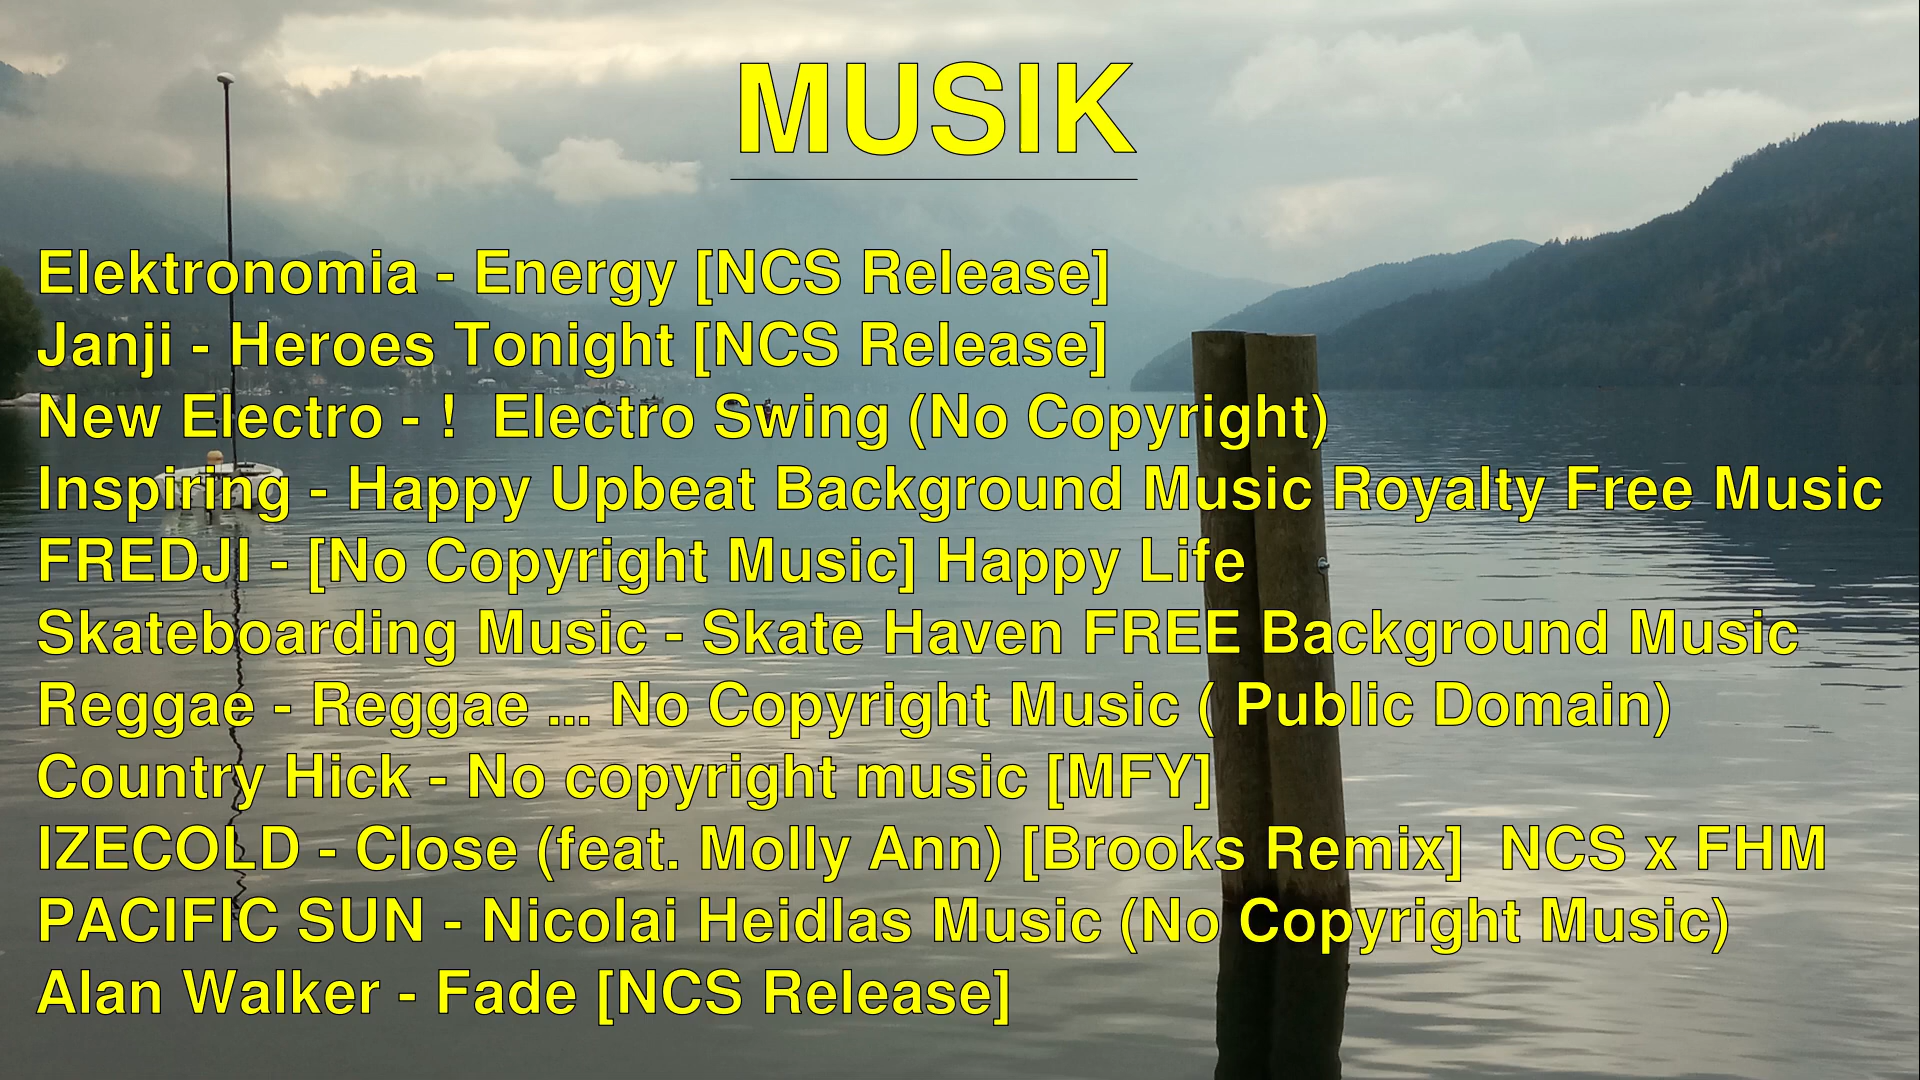 MUSIK
Elektronomia - Energy [NCS Release]
Janji - Heroes Tonight [NCS Release]
New Electro - !  Electro Swing (No Copyright)
Inspiring - Happy Upbeat Background Music Royalty Free Music
FREDJI - [No Copyright Music] Happy Life
Skateboarding Music - Skate Haven FREE Background Music
Reggae - Reggae ... No Copyright Music ( Public Domain)
Country Hick - No copyright music [MFY]
IZECOLD - Close (feat. Molly Ann) [Brooks Remix]  NCS x FHM
PACIFIC SUN - Nicolai Heidlas Music (No Copyright Music)
Alan Walker - Fade [NCS Release]